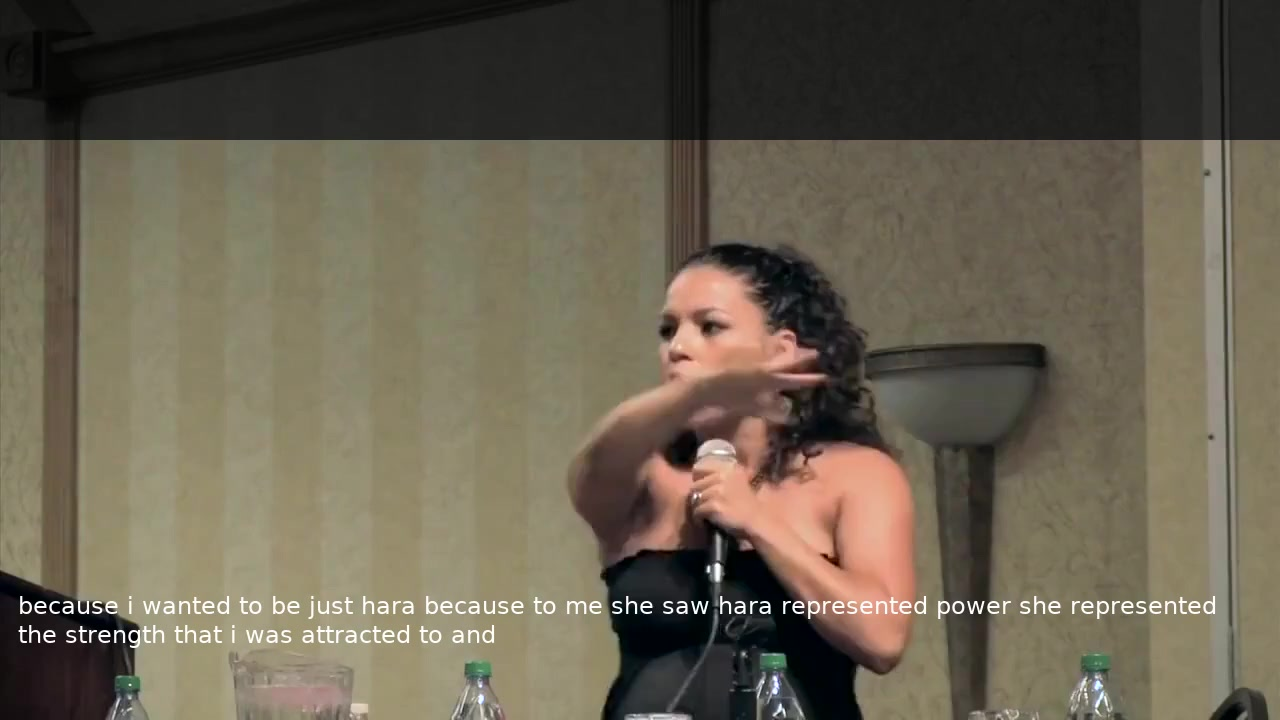 because i wanted to be just hara because to me she saw hara represented power she represented
the strength that i was attracted to and